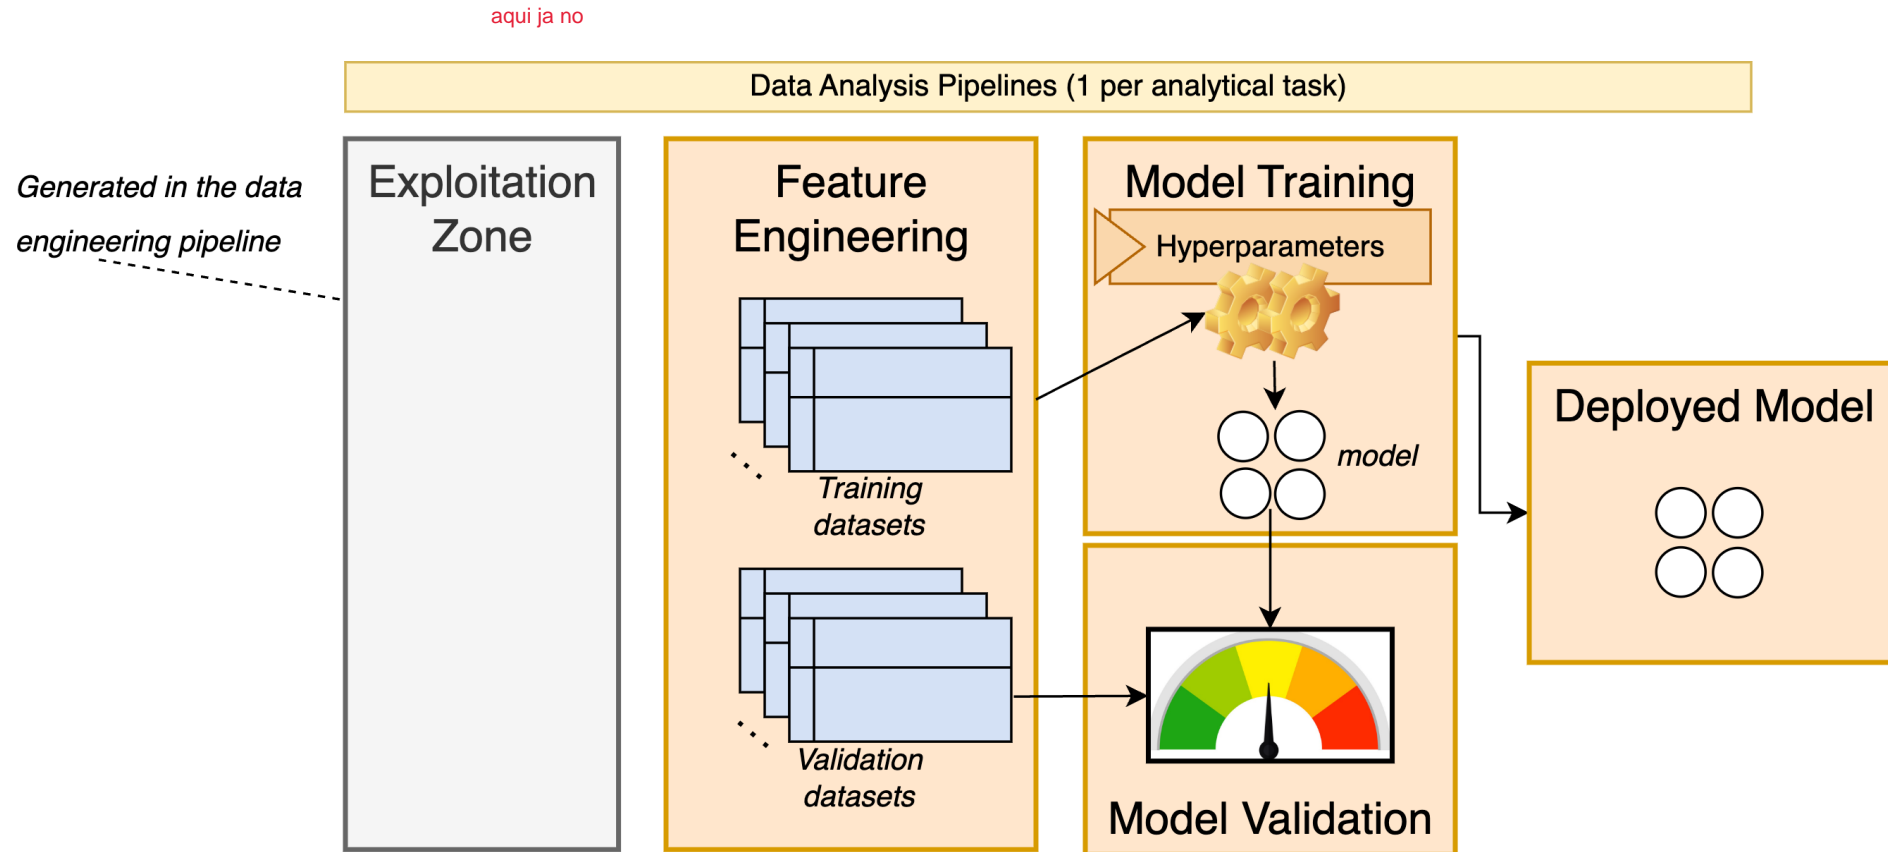 aqui ja no
Data Analysis Pipelines (1 per analytical task)
Generated in the data
engineering pipeline
Exploitation
Zone
Feature
Engineering
Training
datasets
Validation
datasets
Model Training
Hyperparameters
model
Model Validation
Deployed Model